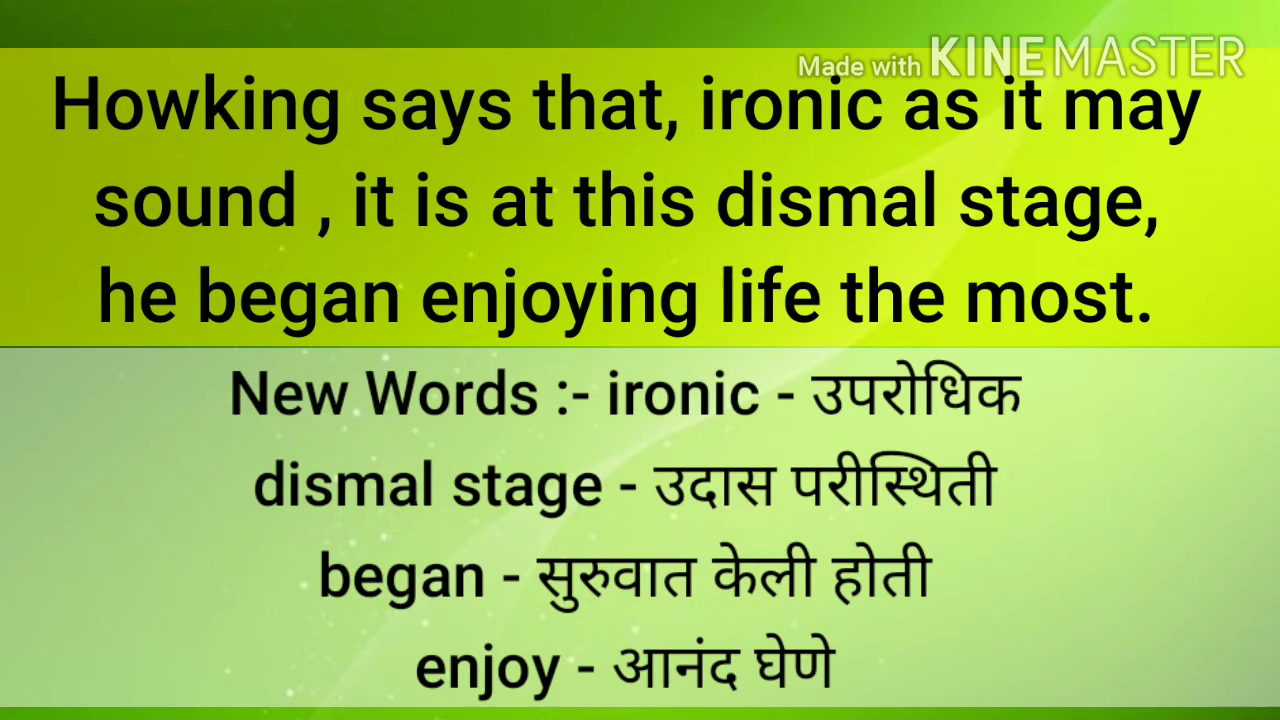 Made with KINEMASTER
Howking says that, ironic as it may
sound , it is at this dismal stage,
he began enjoying life the most.
New Words :- ironic - उपरोधिक
dismal stage - उदास परीस्थिती
began - सुरुवात केली होती
enjoy - आनंद घेणे